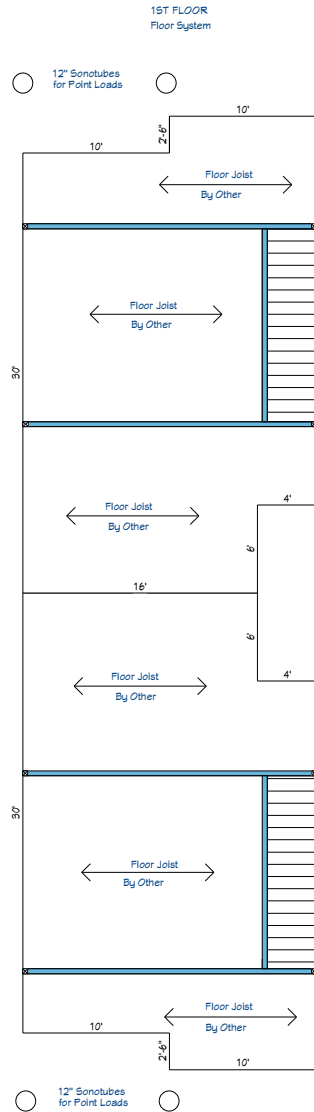 1ST FLOOR
Floor System
12" Sonotubes
for Point Loads
10'
2'-6"
10'
Floor Joist
By Other
Floor Joist
By Other
30'
Floor Joist
By Other
4'
6'
16'
6'
4'
Floor Joist
By Other
30'
Floor Joist
By Other
Floor Joist
By Other
10'
2'-6"
10'
12" Sonotubes
for Point Loads